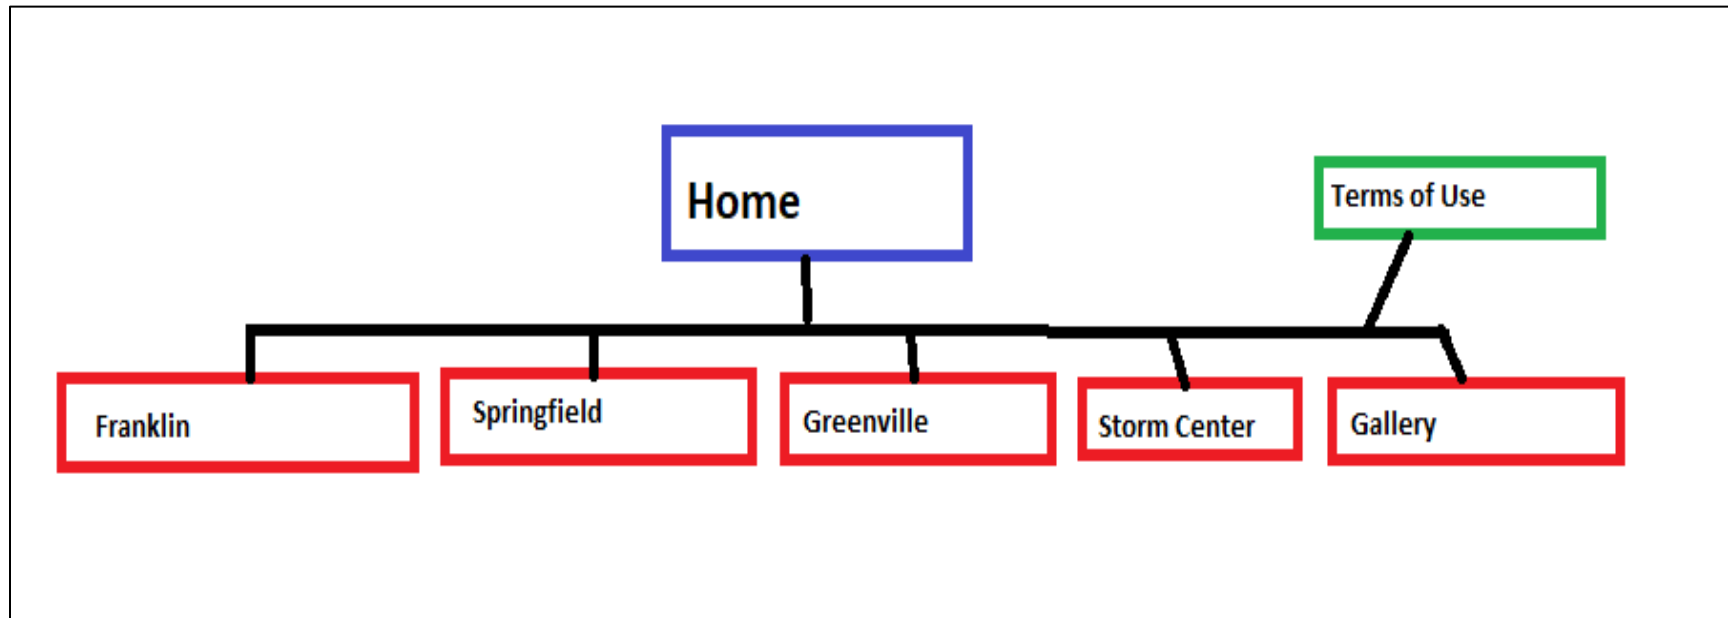 Home
Terms of Use
Franklin
Springfield
Greenville
Storm Center
Gallery